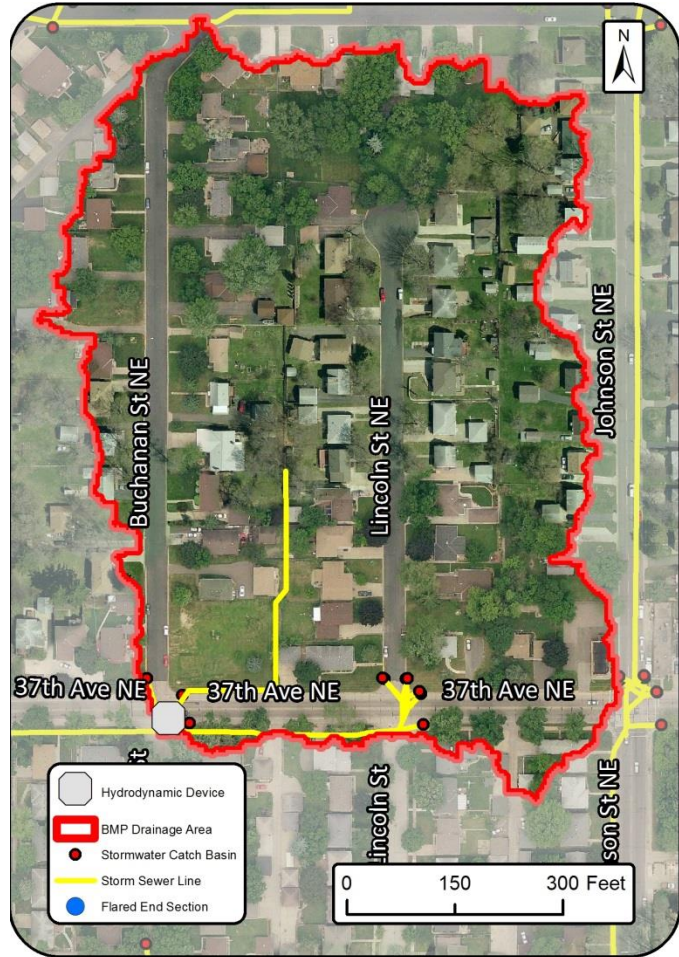 N
Buchanan St NE
Lincoln St NE
Johnson St NE
37th Ave NE
37th Ave NE
37th Ave NE
St
Lincoln St
son St NE
Hydrodynamic Device
BMP Drainage Area
Stormwater Catch Basin
Storm Sewer Line
Flared End Section
0 150 300 Feet